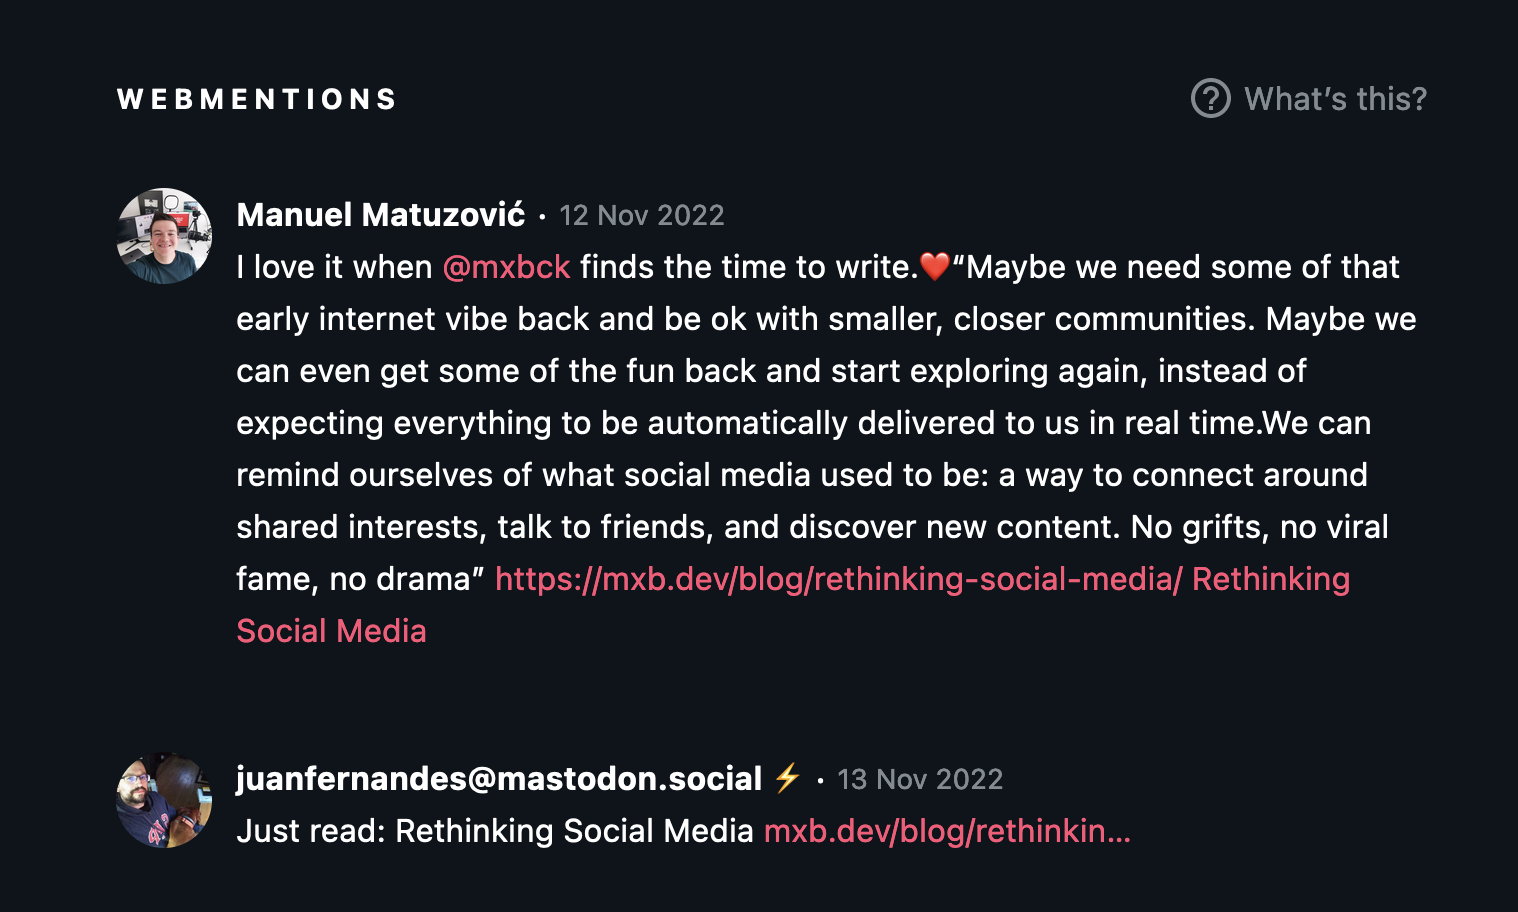 WEBMENTIONS
What’s this?
Manuel Matuzović · 12 Nov 2022
I love it when @mxbck finds the time to write.❤️“Maybe we need some of that
early internet vibe back and be ok with smaller, closer communities. Maybe we
can even get some of the fun back and start exploring again, instead of
expecting everything to be automatically delivered to us in real time.We can
remind ourselves of what social media used to be: a way to connect around
shared interests, talk to friends, and discover new content. No grifts, no viral
fame, no drama” https://mxb.dev/blog/rethinking-social-media/ Rethinking
Social Media
juanfernandes@mastodon.social ⚡ · 13 Nov 2022
Just read: Rethinking Social Media mxb.dev/blog/rethinkin…